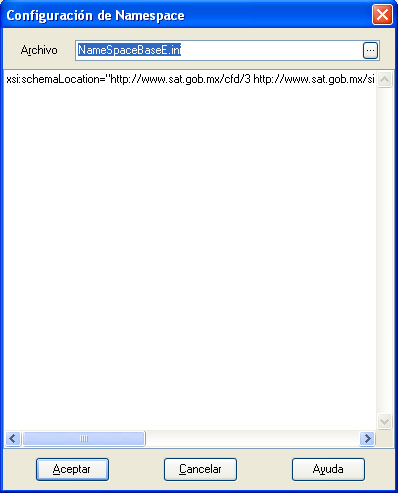 Configuración de Namespace
Archivo NameSpaceBaseE.ini ...
xsi:schemaLocation="http://www.sat.gob.mx/cfd/3 http://www.sat.gob.mx/si
Aceptar Cancelar Ayuda